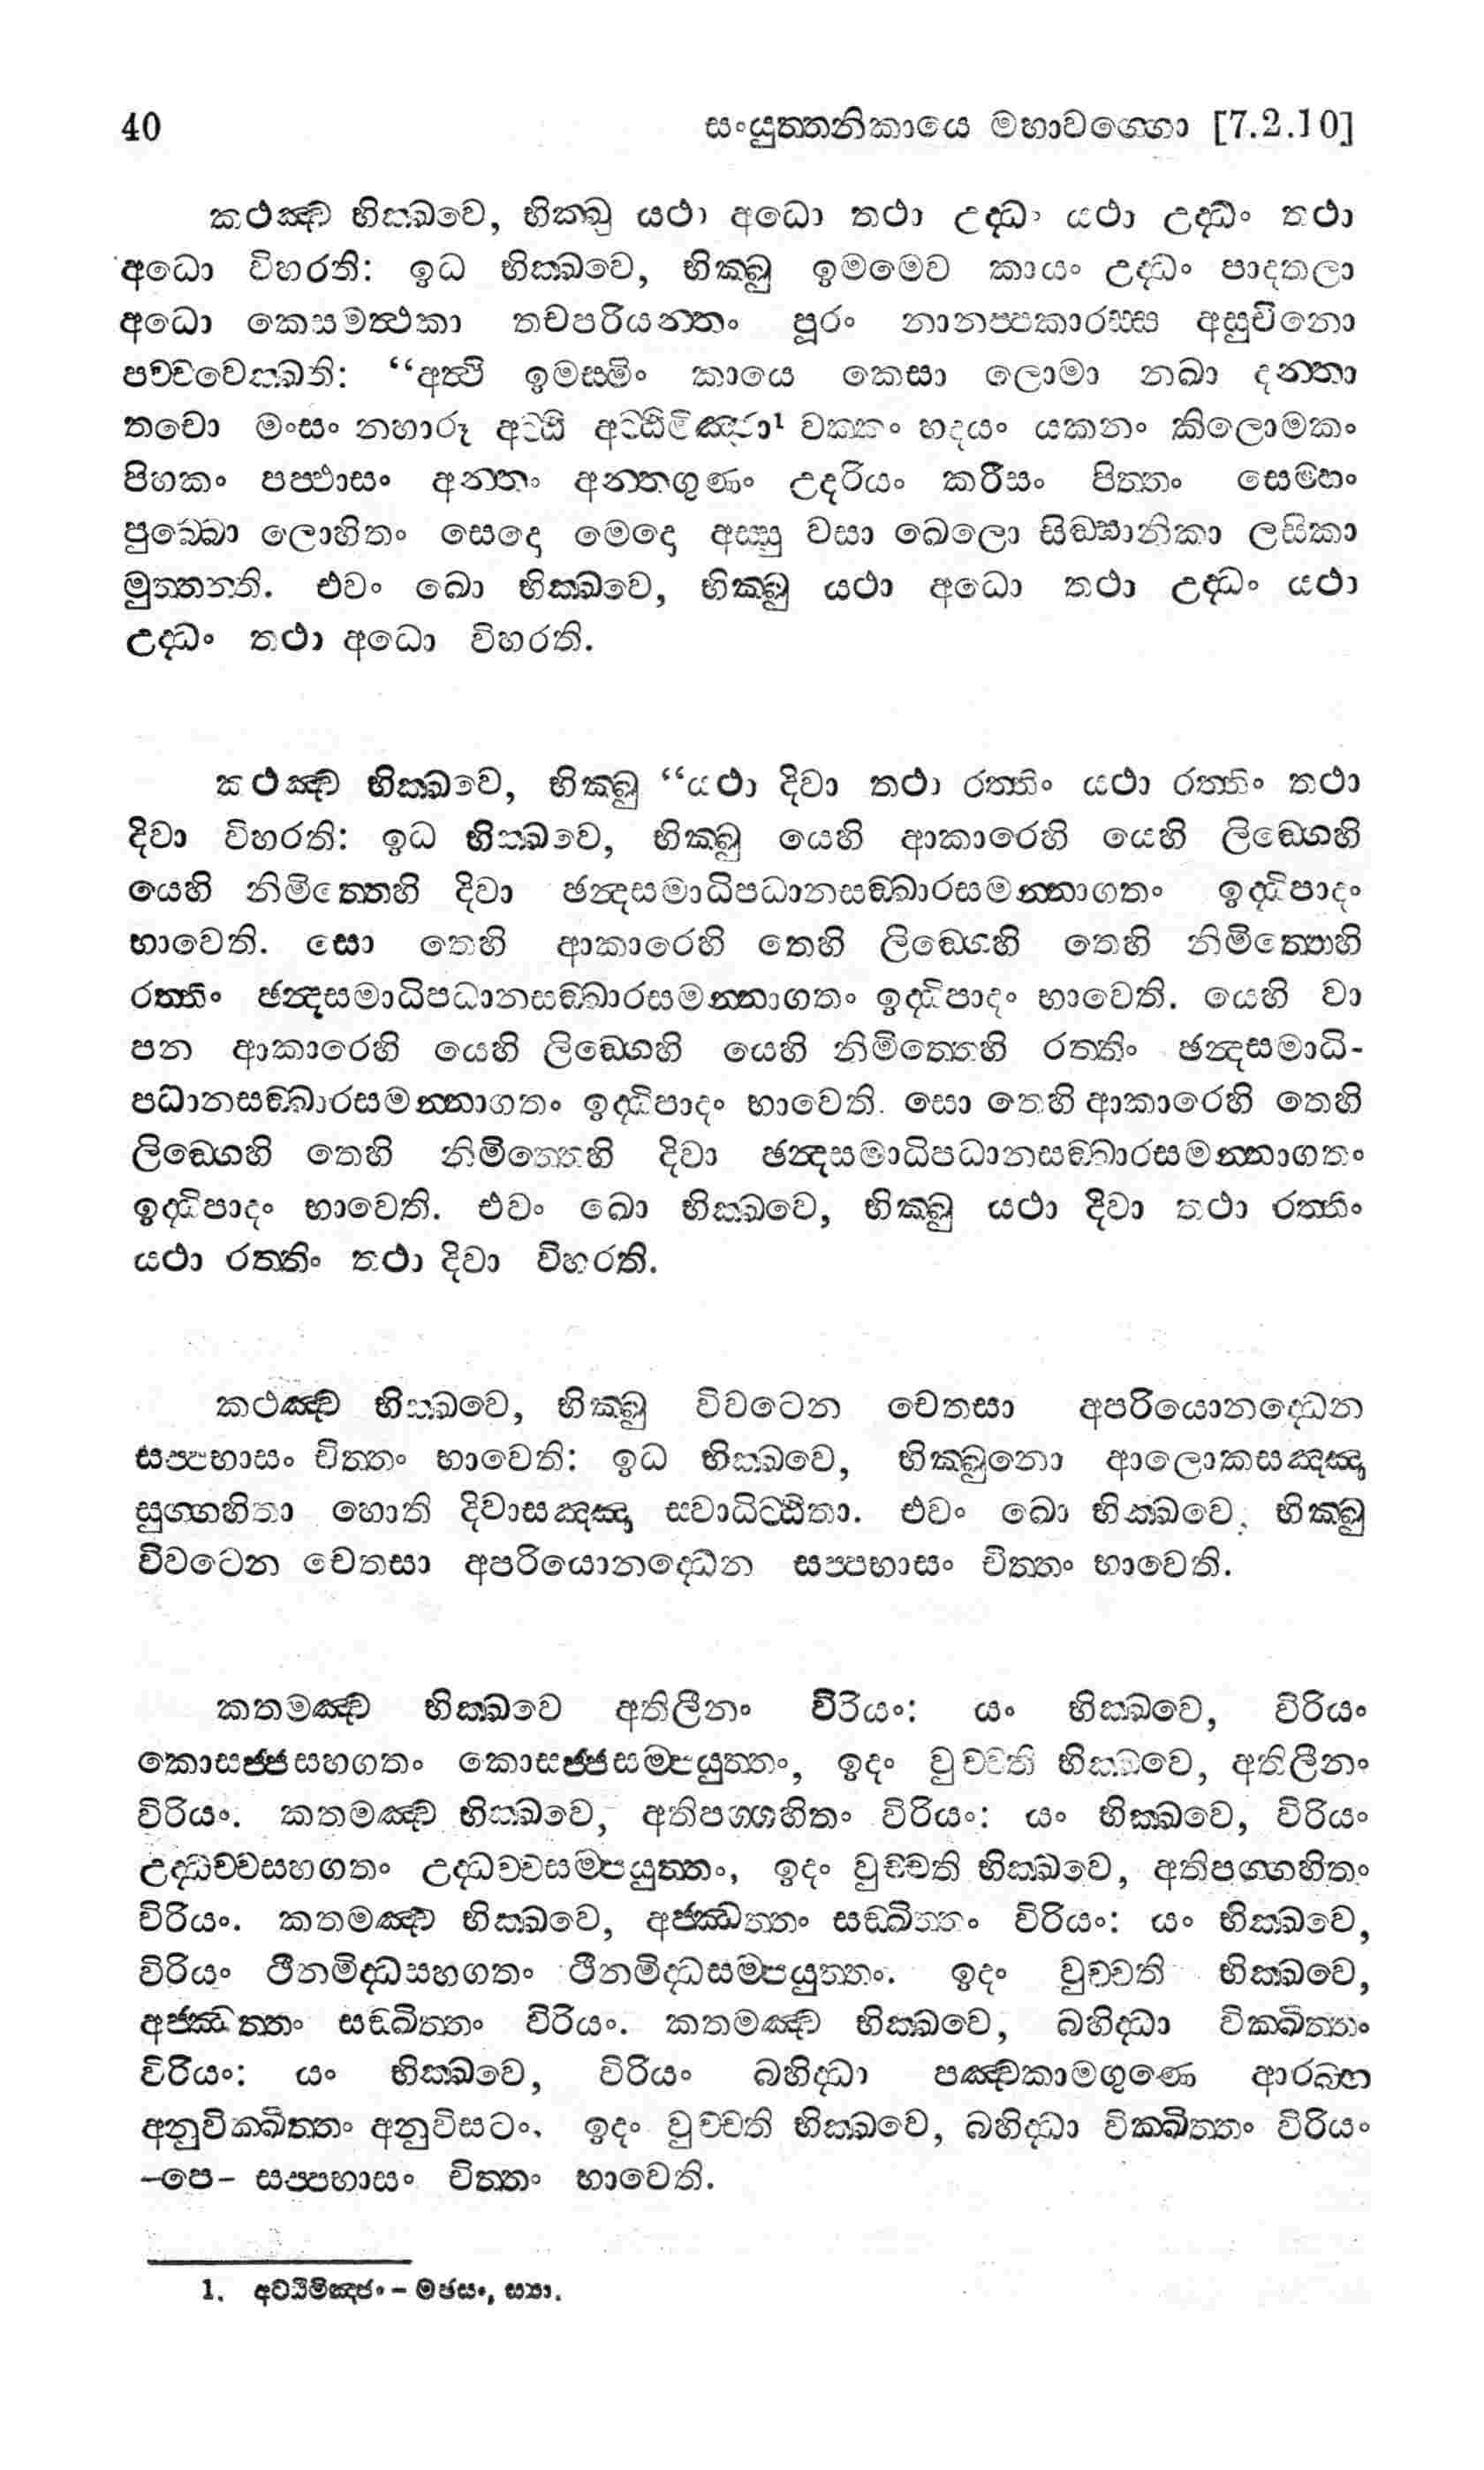 40 සංයුත්තනිකායෙ මහාවග්ගො [7.2.10]
කථඤ්ච භික්ඛවෙ, භික්ඛු යථා අධො තථා උද්ධං යථා උද්ධං තථා
අධො විහරති: ඉධ භික්ඛවෙ, භික්ඛු ඉමමෙව කායං උද්ධං පාදතලා
අධො කෙසමත්ථකා තචපරියන්තං පූරං නානප්පකාරස්ස අසුචිනො
පච්චවෙක්ඛති: “අත්ථි ඉමස්මිං කායෙ කෙසා ලොමා නඛා දන්තා
තචො මංසං නහාරූ අට්ඨි අට්ඨිමිඤ්ජා¹ වක්කං හදයං යකනං කිලොමකං
පිහකං පප්ඵාසං අන්තං අන්තගුණං උදරියං කරීසං පිත්තං සෙම්හං
පුබ්බො ලොහිතං සෙදො මෙදො අස්සු වසා ඛෙලො සිඞ්ඝානිකා ලසිකා
මුත්තන්ති. එවං ඛො භික්ඛවෙ, භික්ඛු යථා අධො තථා උද්ධං යථා
උද්ධං තථා අධො විහරති.
කථඤ්ච භික්ඛවෙ, භික්ඛු “යථා දිවා තථා රත්තිං යථා රත්තිං තථා
දිවා විහරති: ඉධ භික්ඛවෙ, භික්ඛු යෙහි ආකාරෙහි යෙහි ලිඞ්ගෙහි
යෙහි නිමිත්තෙහි දිවා ඡන්දසමාධිපධානසඞ්ඛාරසමන්නාගතං ඉද්ධිපාදං
භාවෙති. සො තෙහි ආකාරෙහි තෙහි ලිඞ්ගෙහි තෙහි නිමිත්තෙහි
රත්තිං ඡන්දසමාධිපධානසඞ්ඛාරසමන්නාගතං ඉද්ධිපාදං භාවෙති. යෙහි වා
පන ආකාරෙහි යෙහි ලිඞ්ගෙහි යෙහි නිමිත්තෙහි රත්තිං ඡන්දසමාධි-
පධානසඞ්ඛාරසමන්නාගතං ඉද්ධිපාදං භාවෙති. සො තෙහි ආකාරෙහි තෙහි
ලිඞ්ගෙහි තෙහි නිමිත්තෙහි දිවා ඡන්දසමාධිපධානසඞ්ඛාරසමන්නාගතං
ඉද්ධිපාදං භාවෙති. එවං ඛො භික්ඛවෙ, භික්ඛු යථා දිවා තථා රත්තිං
යථා රත්තිං තථා දිවා විහරති.
කථඤ්ච භික්ඛවෙ, භික්ඛු විවටෙන චෙතසා අපරියොනද්ධෙන
සප්පභාසං චිත්තං භාවෙති: ඉධ භික්ඛවෙ, භික්ඛුනො ආලොකසඤ්ඤා
සුග්ගහිතා හොති දිවාසඤ්ඤා ස්වාධිට්ඨිතා. එවං ඛො භික්ඛවෙ, භික්ඛු
විවටෙන චෙතසා අපරියොනද්ධෙන සප්පභාසං චිත්තං භාවෙති.
කතමඤ්ච භික්ඛවෙ අතිලීනං විරියං: යං භික්ඛවෙ, විරියං
කොසජ්ජසහගතං කොසජ්ජසම්පයුත්තං, ඉදං වුච්චති භික්ඛවෙ, අතිලීනං
විරියං. කතමඤ්ච භික්ඛවෙ, අතිපග්ගහිතං විරියං: යං භික්ඛවෙ, විරියං
උද්ධච්චසහගතං උද්ධච්චසම්පයුත්තං, ඉදං වුච්චති භික්ඛවෙ, අතිපග්ගහිතං
විරියං. කතමඤ්ච භික්ඛවෙ, අජ්ඣත්තං සඞ්ඛිත්තං විරියං: යං භික්ඛවෙ,
විරියං ථීනමිද්ධසහගතං ථීනමිද්ධසම්පයුත්තං. ඉදං වුච්චති භික්ඛවෙ,
අජ්ඣත්තං සඞ්ඛිත්තං විරියං. කතමඤ්ච භික්ඛවෙ, බහිද්ධා වික්ඛිත්තං
විරියං: යං භික්ඛවෙ, විරියං බහිද්ධා පඤ්චකාමගුණෙ ආරබ්භ
අනුවික්ඛිත්තං අනුවිසටං. ඉදං වුච්චති භික්ඛවෙ, බහිද්ධා වික්ඛිත්තං විරියං
–පෙ– සප්පභාසං චිත්තං භාවෙති.
1. අට්ඨිමිඤ්ජං – මඡසං, ස්‍යා.